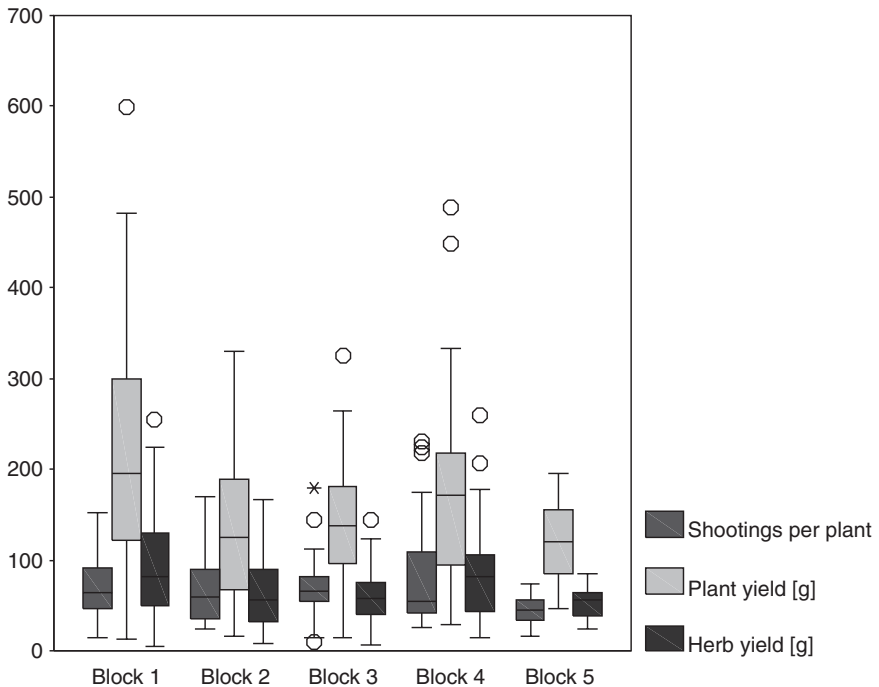 700
600
500
400
300
200
100
0
Block 1 Block 2 Block 3 Block 4 Block 5
Shootings per plant
Plant yield [g]
Herb yield [g]